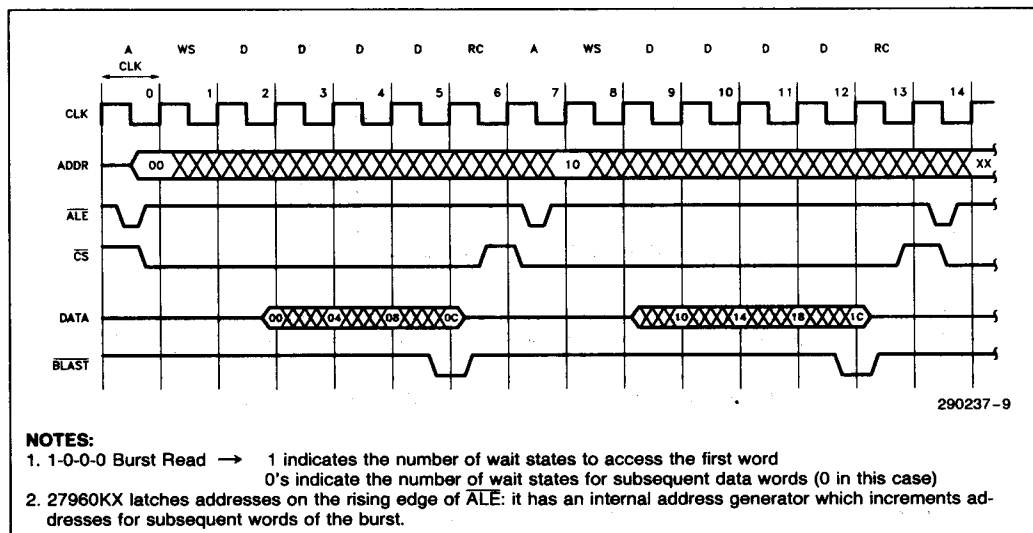 A WS D D D D RC A WS D D D D RC
CLK
0 1 2 3 4 5 6 7 8 9 10 11 12 13 14
CLK
ADDR 00 10 XX
ALE
CS
DATA 00 04 08 0C 10 14 18 1C
BLAST
290237-9
NOTES:
1. 1-0-0-0 Burst Read → 1 indicates the number of wait states to access the first word
0's indicate the number of wait states for subsequent data words (0 in this case)
2. 27960KX latches addresses on the rising edge of ALE: it has an internal address generator which increments ad-
dresses for subsequent words of the burst.